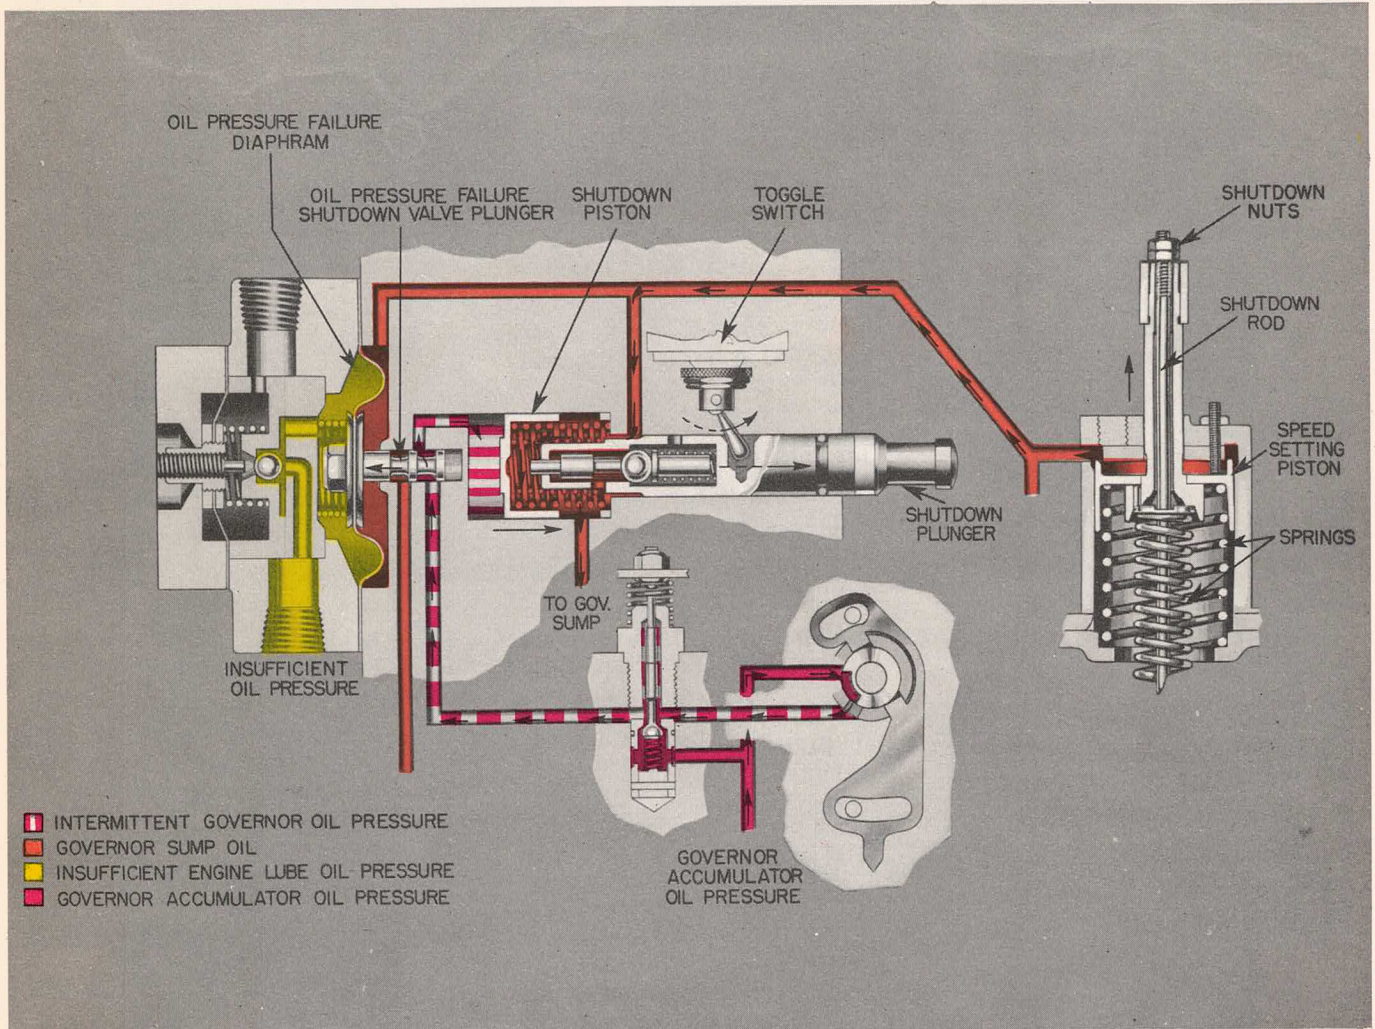 OIL PRESSURE FAILURE
DIAPHRAM
OIL PRESSURE FAILURE
SHUTDOWN VALVE PLUNGER
SHUTDOWN
PISTON
TOGGLE
SWITCH
SHUTDOWN
NUTS
SHUTDOWN
ROD
SPEED
SETTING
PISTON
SPRINGS
SHUTDOWN
PLUNGER
TO GOV.
SUMP
INSUFFICIENT
OIL PRESSURE
INTERMITTENT GOVERNOR OIL PRESSURE
GOVERNOR SUMP OIL
INSUFFICIENT ENGINE LUBE OIL PRESSURE
GOVERNOR ACCUMULATOR OIL PRESSURE
GOVERNOR
ACCUMULATOR
OIL PRESSURE